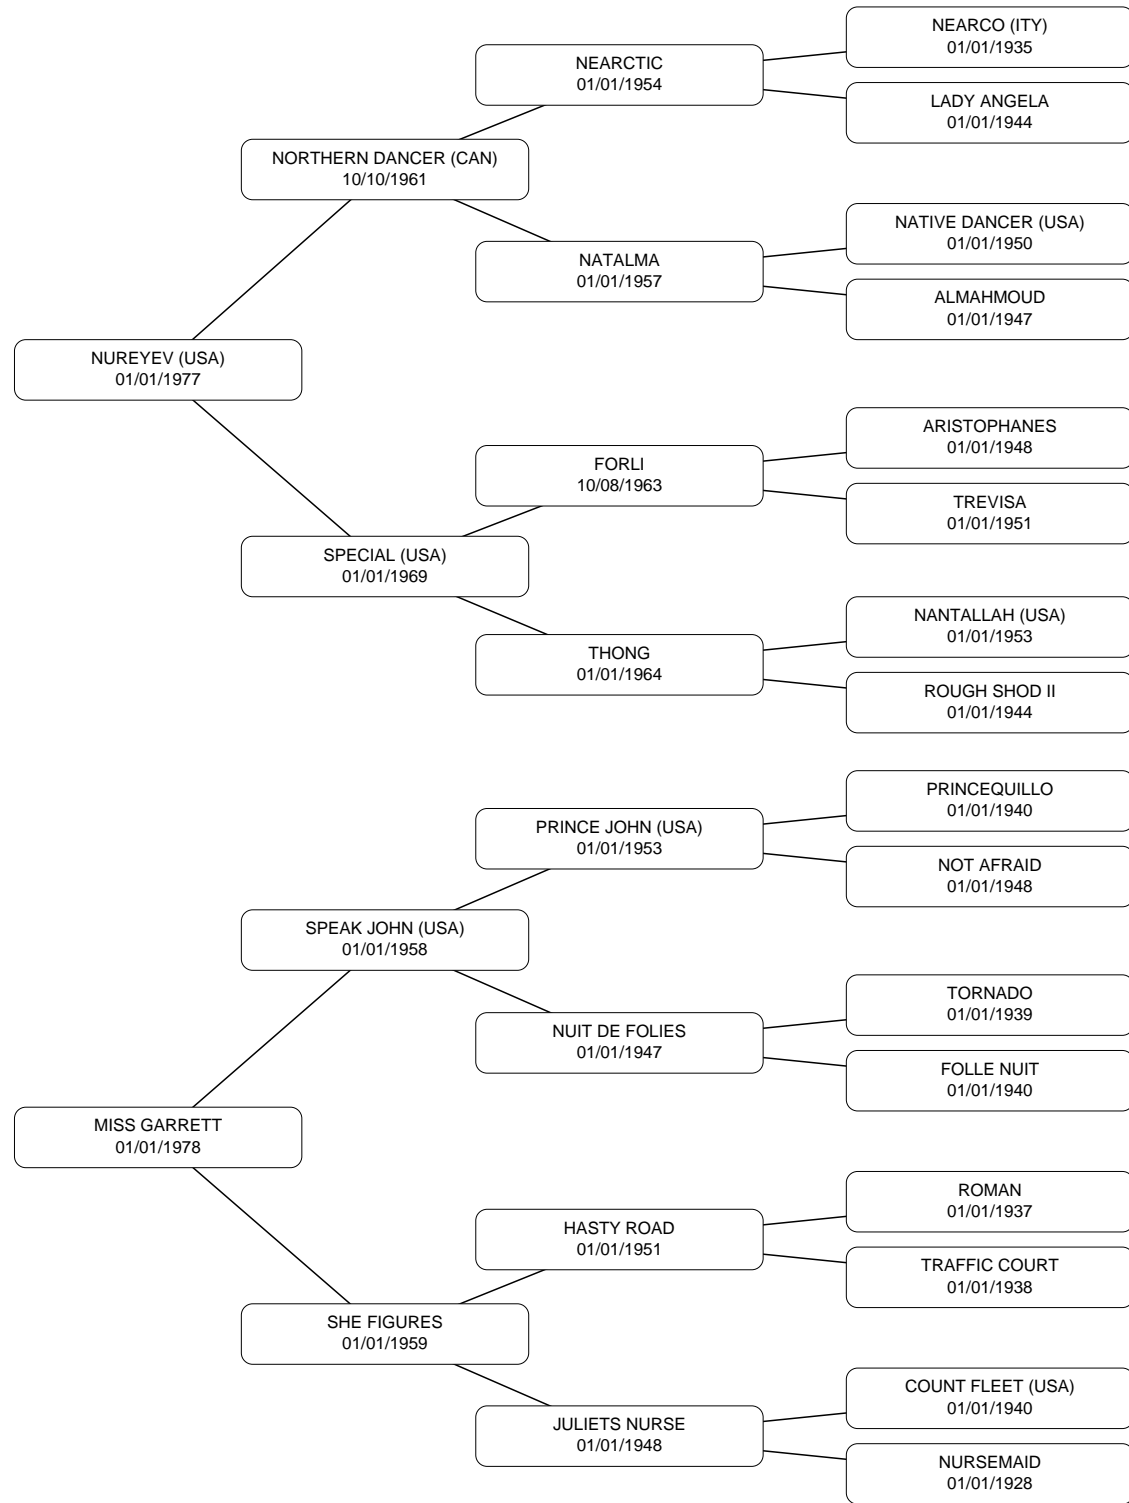 NEARCO (ITY)
01/01/1935
NEARCTIC
01/01/1954
LADY ANGELA
01/01/1944
NORTHERN DANCER (CAN)
10/10/1961
NATIVE DANCER (USA)
01/01/1950
NATALMA
01/01/1957
ALMAHMOUD
01/01/1947
NUREYEV (USA)
01/01/1977
ARISTOPHANES
01/01/1948
FORLI
10/08/1963
TREVISA
01/01/1951
SPECIAL (USA)
01/01/1969
NANTALLAH (USA)
01/01/1953
THONG
01/01/1964
ROUGH SHOD II
01/01/1944
PRINCEQUILLO
01/01/1940
PRINCE JOHN (USA)
01/01/1953
NOT AFRAID
01/01/1948
SPEAK JOHN (USA)
01/01/1958
TORNADO
01/01/1939
NUIT DE FOLIES
01/01/1947
FOLLE NUIT
01/01/1940
MISS GARRETT
01/01/1978
ROMAN
01/01/1937
HASTY ROAD
01/01/1951
TRAFFIC COURT
01/01/1938
SHE FIGURES
01/01/1959
COUNT FLEET (USA)
01/01/1940
JULIETS NURSE
01/01/1948
NURSEMAID
01/01/1928